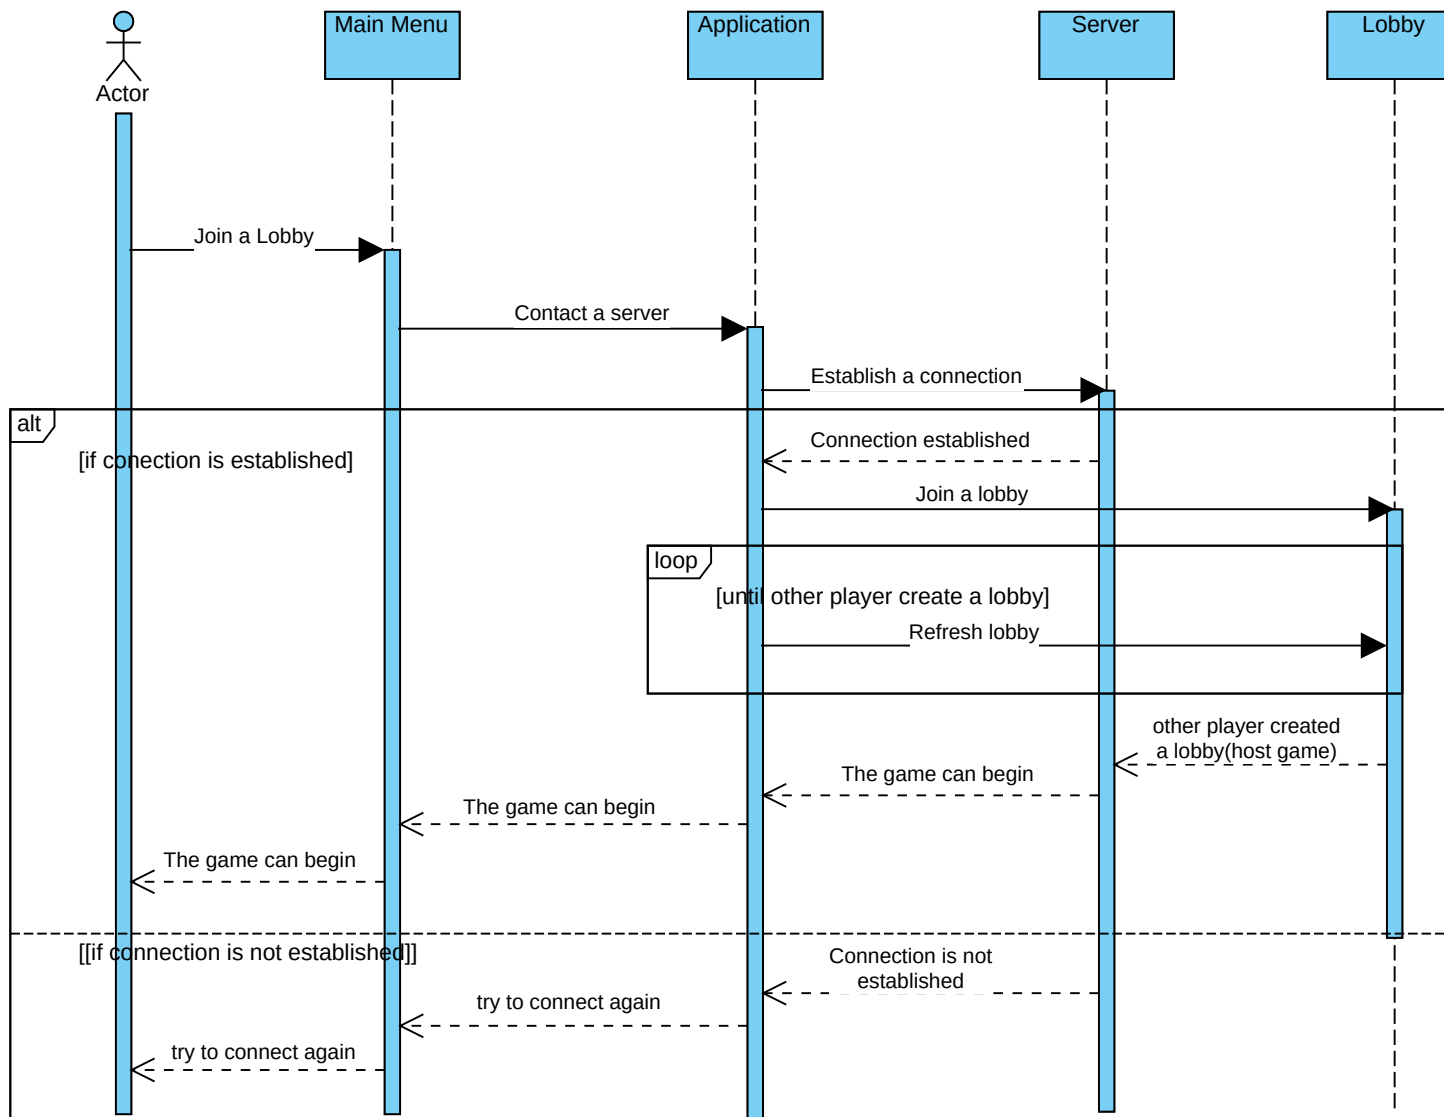 Main Menu
Application
Server
Lobby
Actor
Join a Lobby
Contact a server
Establish a connection
alt
Connection established
[if conection is established]
Join a lobby
loop
[until other player create a lobby]
Refresh lobby
other player created
a lobby(host game)
The game can begin
The game can begin
The game can begin
[[if connection is not established]]
Connection is not
established
try to connect again
try to connect again